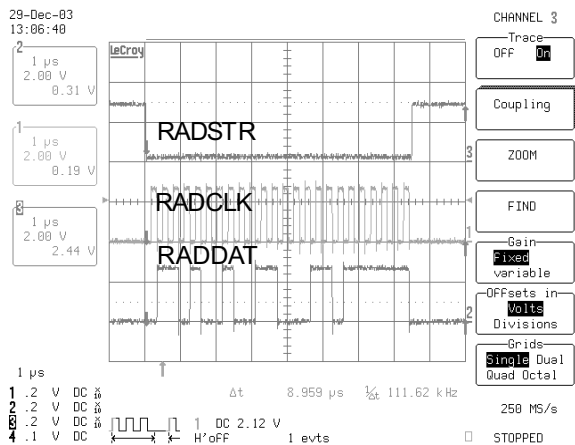 29-Dec-03
13:06:40
LeCroy
2
1 µs
2.00 V
0.31 V
1
1 µs
2.00 V
0.19 V
3
1 µs
2.00 V
2.44 V
RADSTR
RADCLK
RADDAT
3
1
2
CHANNEL 3
Trace
OFF On
Coupling
ZOOM
FIND
Gain
Fixed
variable
OFFsets in
Volts
Divisions
Grids
Single Dual
Quad Octal
1 µs
1 .2 V DC
2 .2 V DC
3 .2 V DC
4 .1 V DC
Δt 8.959 µs 1/Δt 111.62 kHz
1 DC 2.12 V
H'oFF 1 evts
250 MS/s
STOPPED